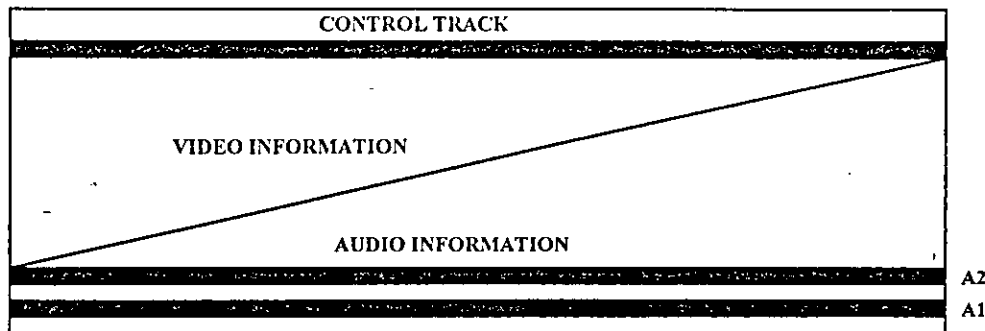 CONTROL TRACK
VIDEO INFORMATION
AUDIO INFORMATION
A2
A1